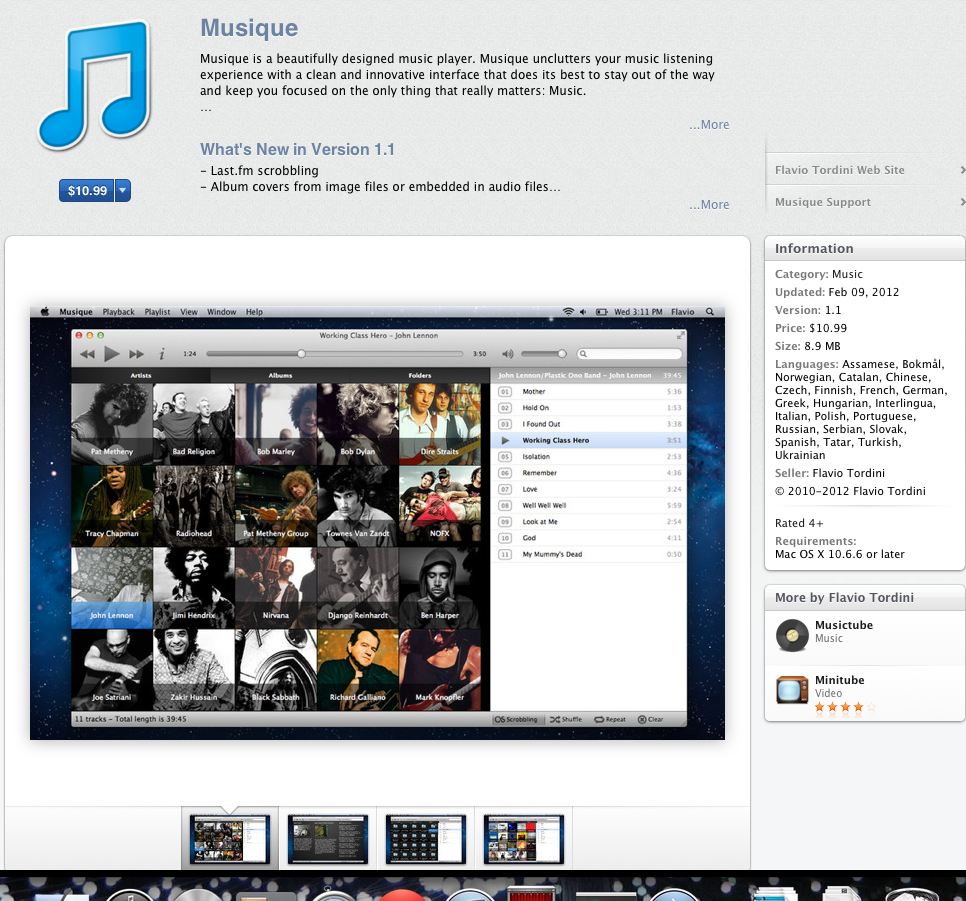 Musique
Musique is a beautifully designed music player. Musique unclutters your music listening
experience with a clean and innovative interface that does its best to stay out of the way
and keep you focused on the only thing that really matters: Music.
...
...More
What's New in Version 1.1
- Last.fm scrobbling
- Album covers from image files or embedded in audio files...
...More
$10.99
Flavio Tordini Web Site
Musique Support
Musique Playback Playlist View Window Help
Wed 3:11 PM Flavio
Working Class Hero - John Lennon
1:24
3:50
Artists Albums Folders
John Lennon/Plastic Ono Band - John Lennon 39:45
Pat Metheny Bad Religion Bob Marley Bob Dylan Dire Straits
Tracy Chapman Radiohead Pat Metheny Group Townes Van Zandt NOFX
John Lennon Jimi Hendrix Nirvana Django Reinhardt Ben Harper
Joe Satriani Zakir Hussain Black Sabbath Richard Galliano Mark Knopfler
01 Mother 5:36
02 Hold On 1:53
03 I Found Out 3:38
Working Class Hero 3:51
05 Isolation 2:53
06 Remember 4:36
07 Love 3:24
08 Well Well Well 5:59
09 Look at Me 2:54
10 God 4:11
11 My Mummy's Dead 0:50
11 tracks - Total length is 39:45
Scrobbling Shuffle Repeat Clear
Information
Category: Music
Updated: Feb 09, 2012
Version: 1.1
Price: $10.99
Size: 8.9 MB
Languages: Assamese, Bokmål,
Norwegian, Catalan, Chinese,
Czech, Finnish, French, German,
Greek, Hungarian, Interlingua,
Italian, Polish, Portuguese,
Russian, Serbian, Slovak,
Spanish, Tatar, Turkish,
Ukrainian
Seller: Flavio Tordini
© 2010-2012 Flavio Tordini
Rated 4+
Requirements:
Mac OS X 10.6.6 or later
More by Flavio Tordini
Musictube
Music
Minitube
Video